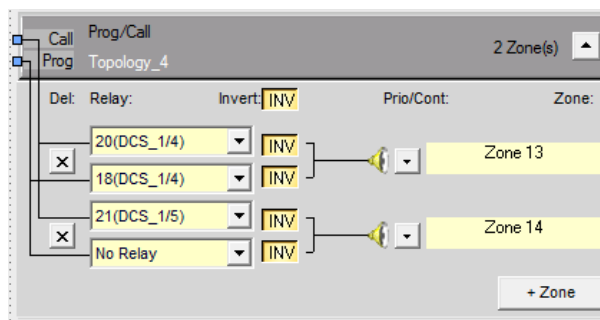 Call Prog/Call 2 Zone(s)
Prog Topology_4
Del: Relay: Invert: INV Prio/Cont: Zone:
20(DCS_1/4) INV Zone 13
X
18(DCS_1/4) INV
21(DCS_1/5) INV Zone 14
X
No Relay INV
+ Zone